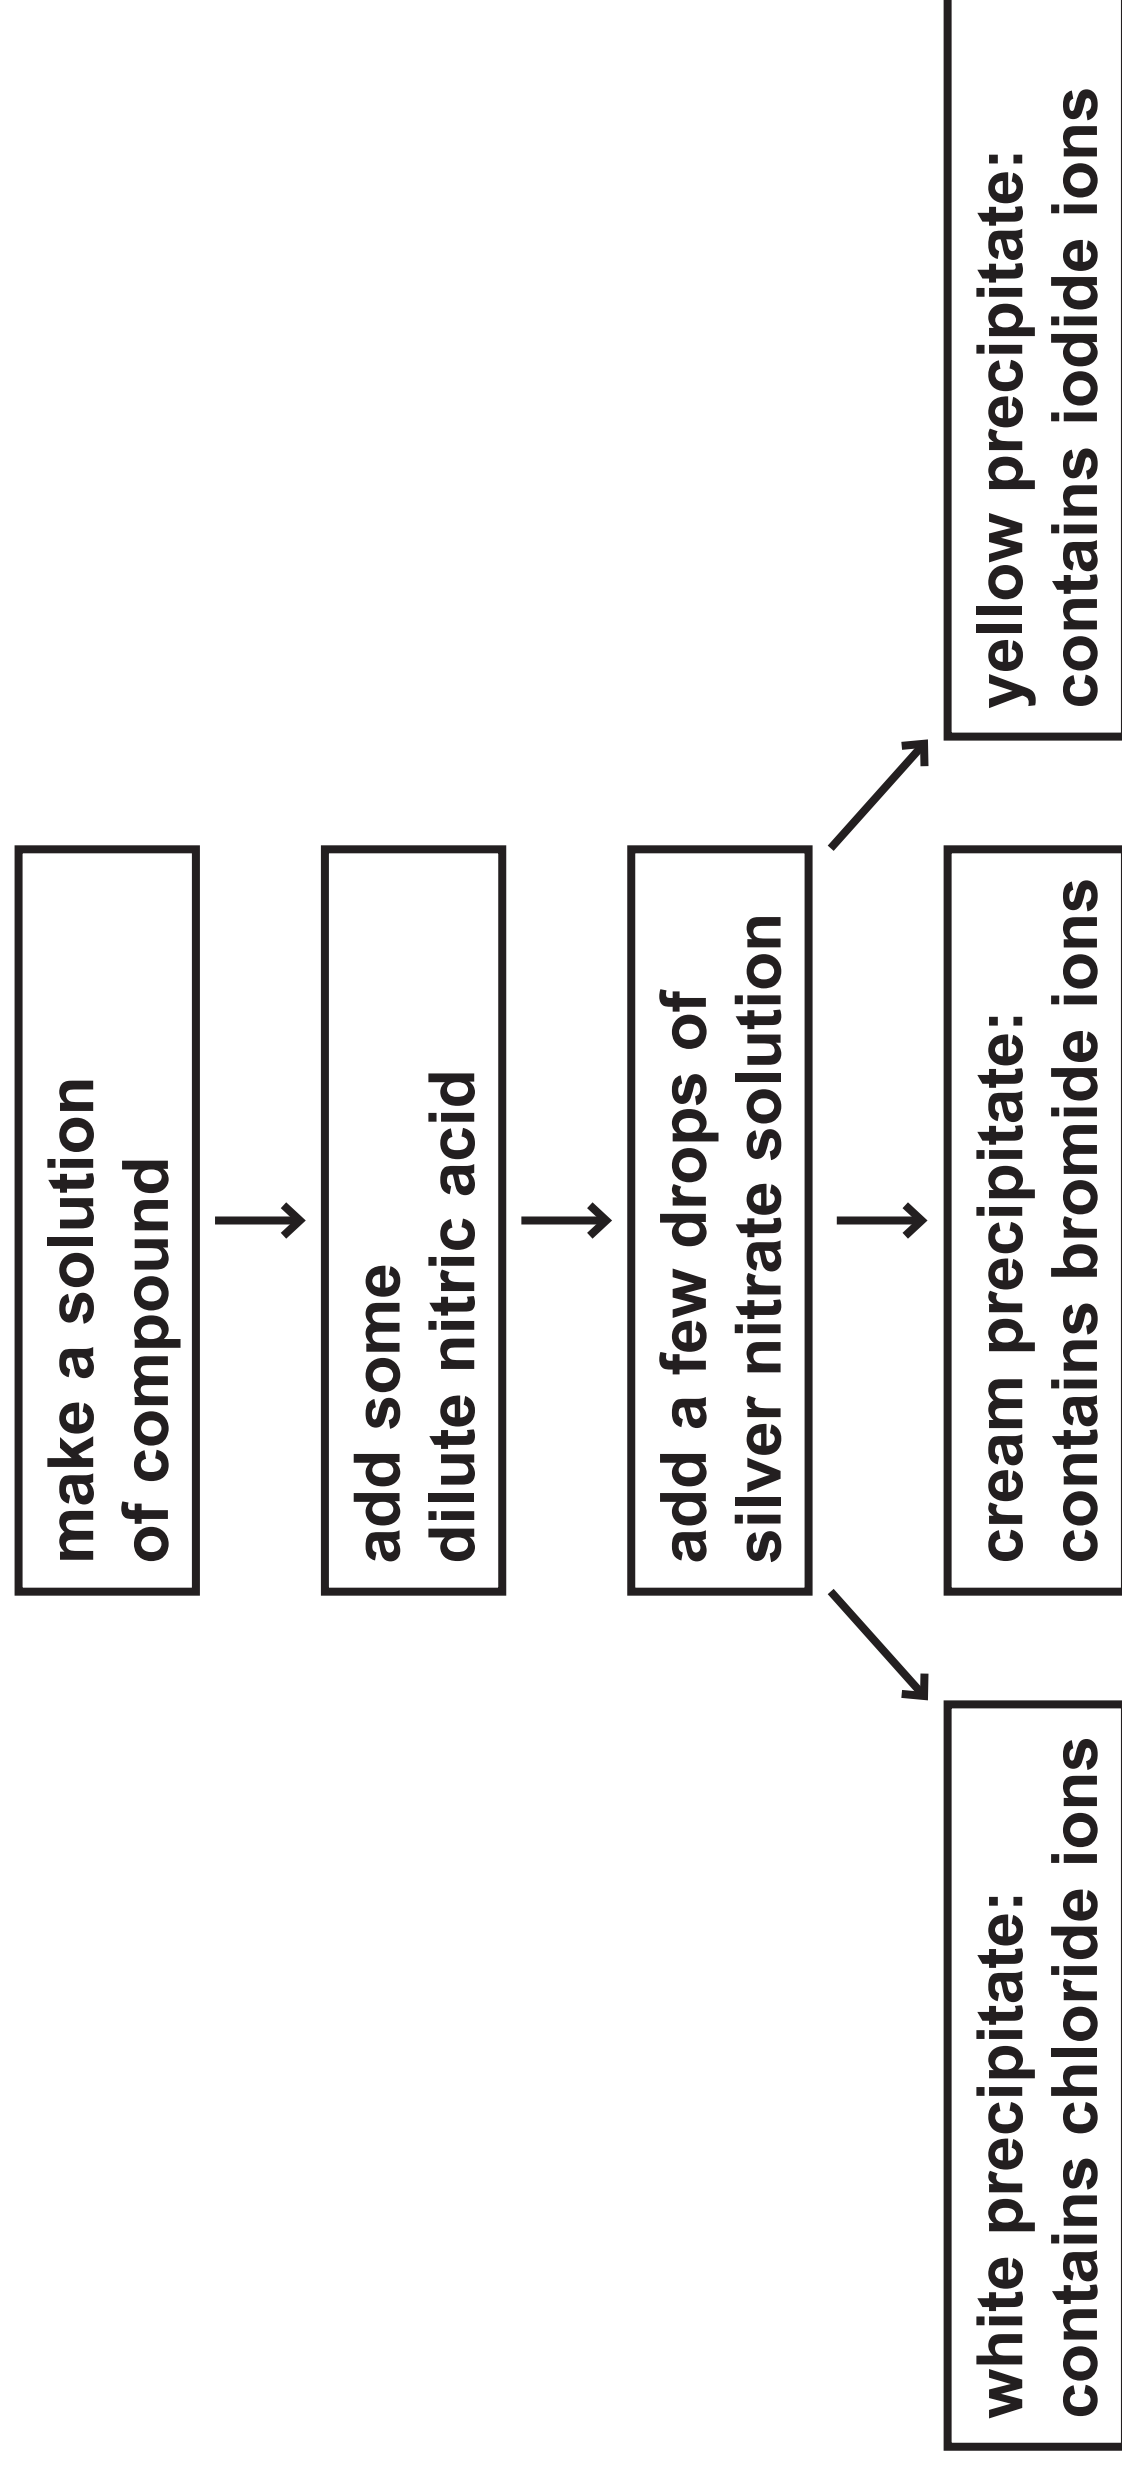 make a solution
of compound
add some
dilute nitric acid
add a few drops of
silver nitrate solution
white precipitate:
contains chloride ions
cream precipitate:
contains bromide ions
yellow precipitate:
contains iodide ions